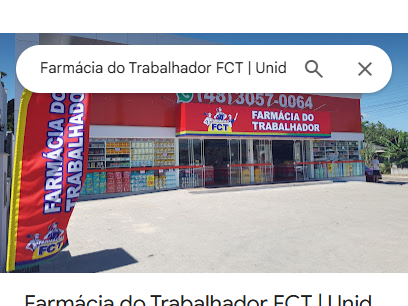 Farmácia do Trabalhador FCT | Unid
(48) 3057-0064
FCT
FARMÁCIA DO
TRABALHADOR
FARMÁCIA DO
TRABALHADOR
FCT
Farmácia do Trabalhador FCT | Unid